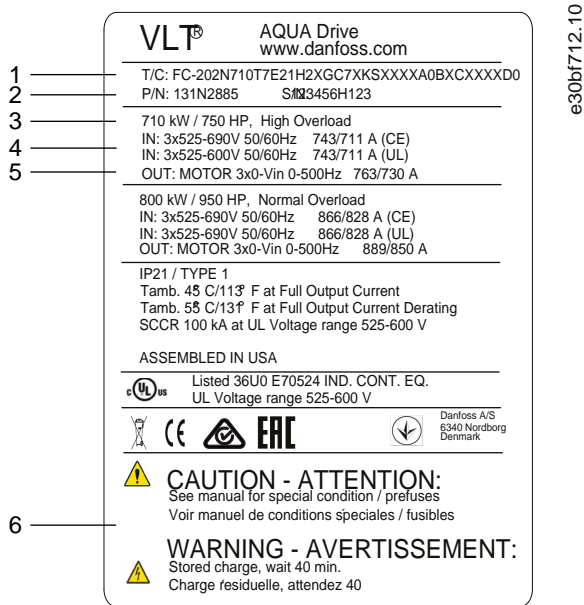 e30bf712.10
VLT®
AQUA Drive
www.danfoss.com
1
T/C: FC-202N710T7E21H2XGC7XKSXXXXA0BXCXXXXD0
2
P/N: 131N2885 S/N: 123456H123
3
710 kW / 750 HP, High Overload
4
IN: 3x525-690V 50/60Hz 743/711 A (CE)
IN: 3x525-600V 50/60Hz 743/711 A (UL)
5
OUT: MOTOR 3x0-Vin 0-500Hz 763/730 A
800 kW / 950 HP, Normal Overload
IN: 3x525-690V 50/60Hz 866/828 A (CE)
IN: 3x525-600V 50/60Hz 866/828 A (UL)
OUT: MOTOR 3x0-Vin 0-500Hz 889/850 A
IP21 / TYPE 1
Tamb. 45° C/113° F at Full Output Current
Tamb. 55° C/131° F at Full Output Current Derating
SCCR 100 kA at UL Voltage range 525-600 V
ASSEMBLED IN USA
c UL us
Listed 36U0 E70524 IND. CONT. EQ.
UL Voltage range 525-600 V
CE
EAC
Danfoss A/S
6340 Nordborg
Denmark
CAUTION - ATTENTION:
See manual for special condition / prefuses
Voir manuel de conditions spéciales / fusibles
6
WARNING - AVERTISSEMENT:
Stored charge, wait 40 min.
Charge résiduelle, attendez 40